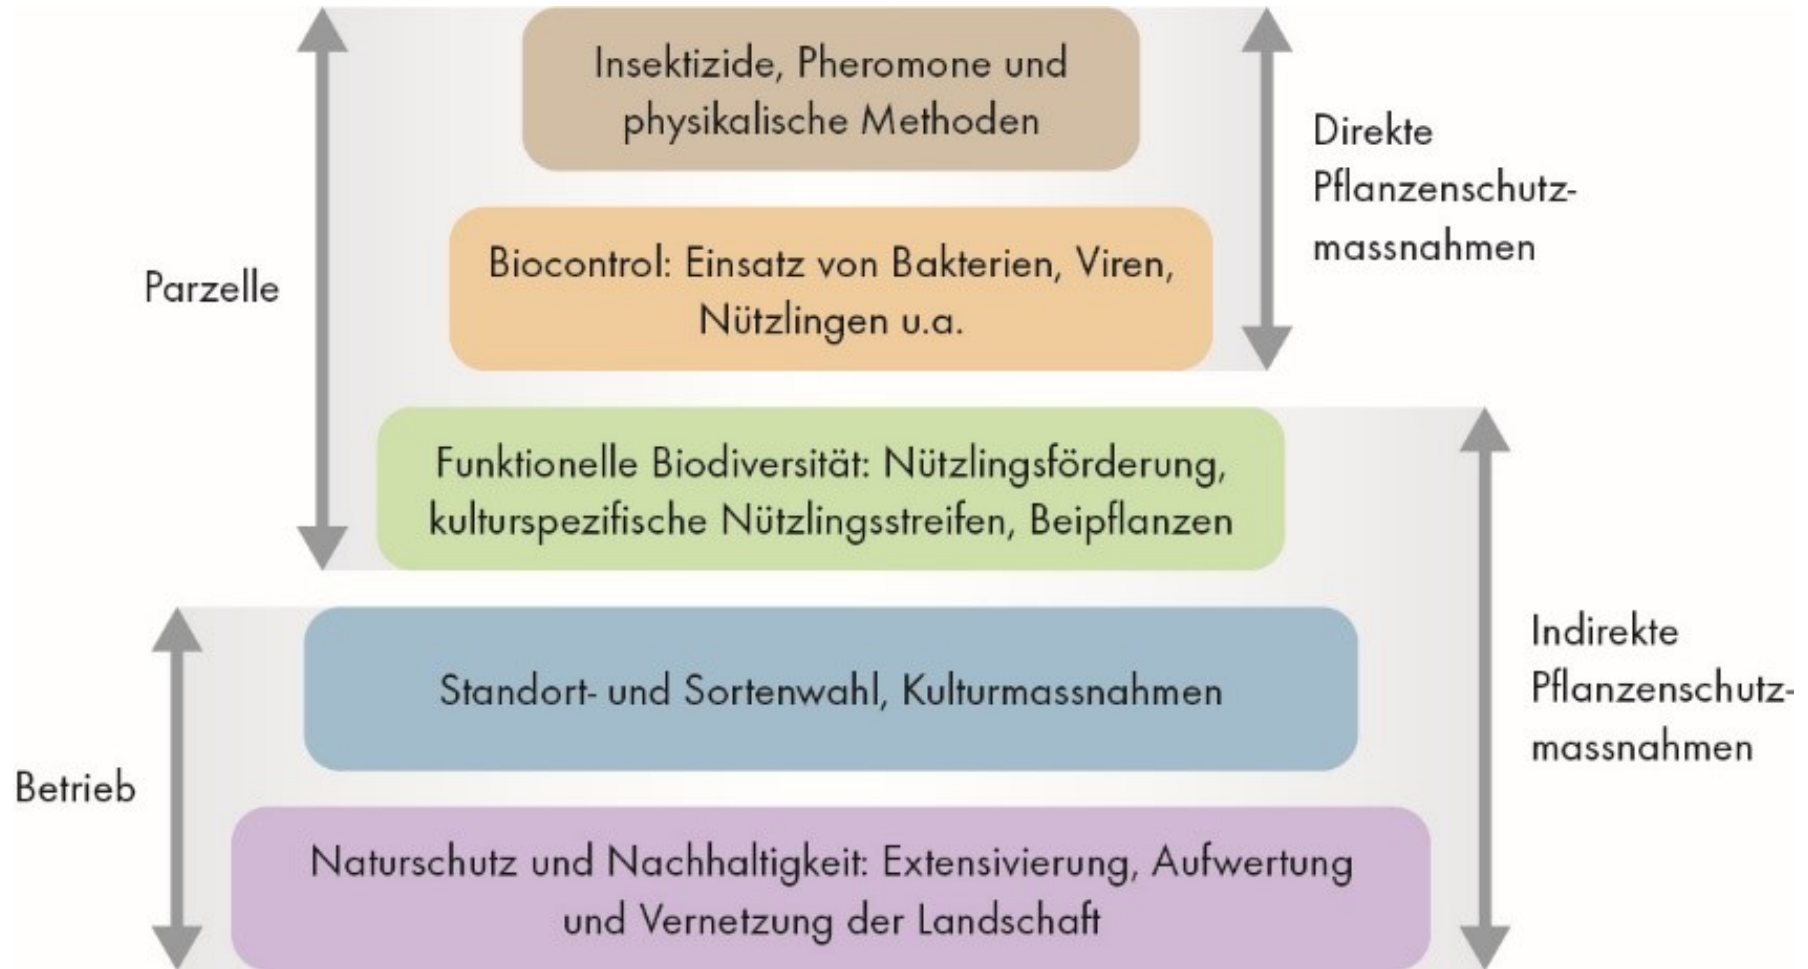 Insektizide, Pheromone und
physikalische Methoden
Direkte
Pflanzenschutz-
massnahmen
Biocontrol: Einsatz von Bakterien, Viren,
Nützlingen u.a.
Parzelle
Funktionelle Biodiversität: Nützlingsförderung,
kulturspezifische Nützlingsstreifen, Beipflanzen
Standort- und Sortenwahl, Kulturmassnahmen
Indirekte
Pflanzenschutz-
massnahmen
Betrieb
Naturschutz und Nachhaltigkeit: Extensivierung, Aufwertung
und Vernetzung der Landschaft